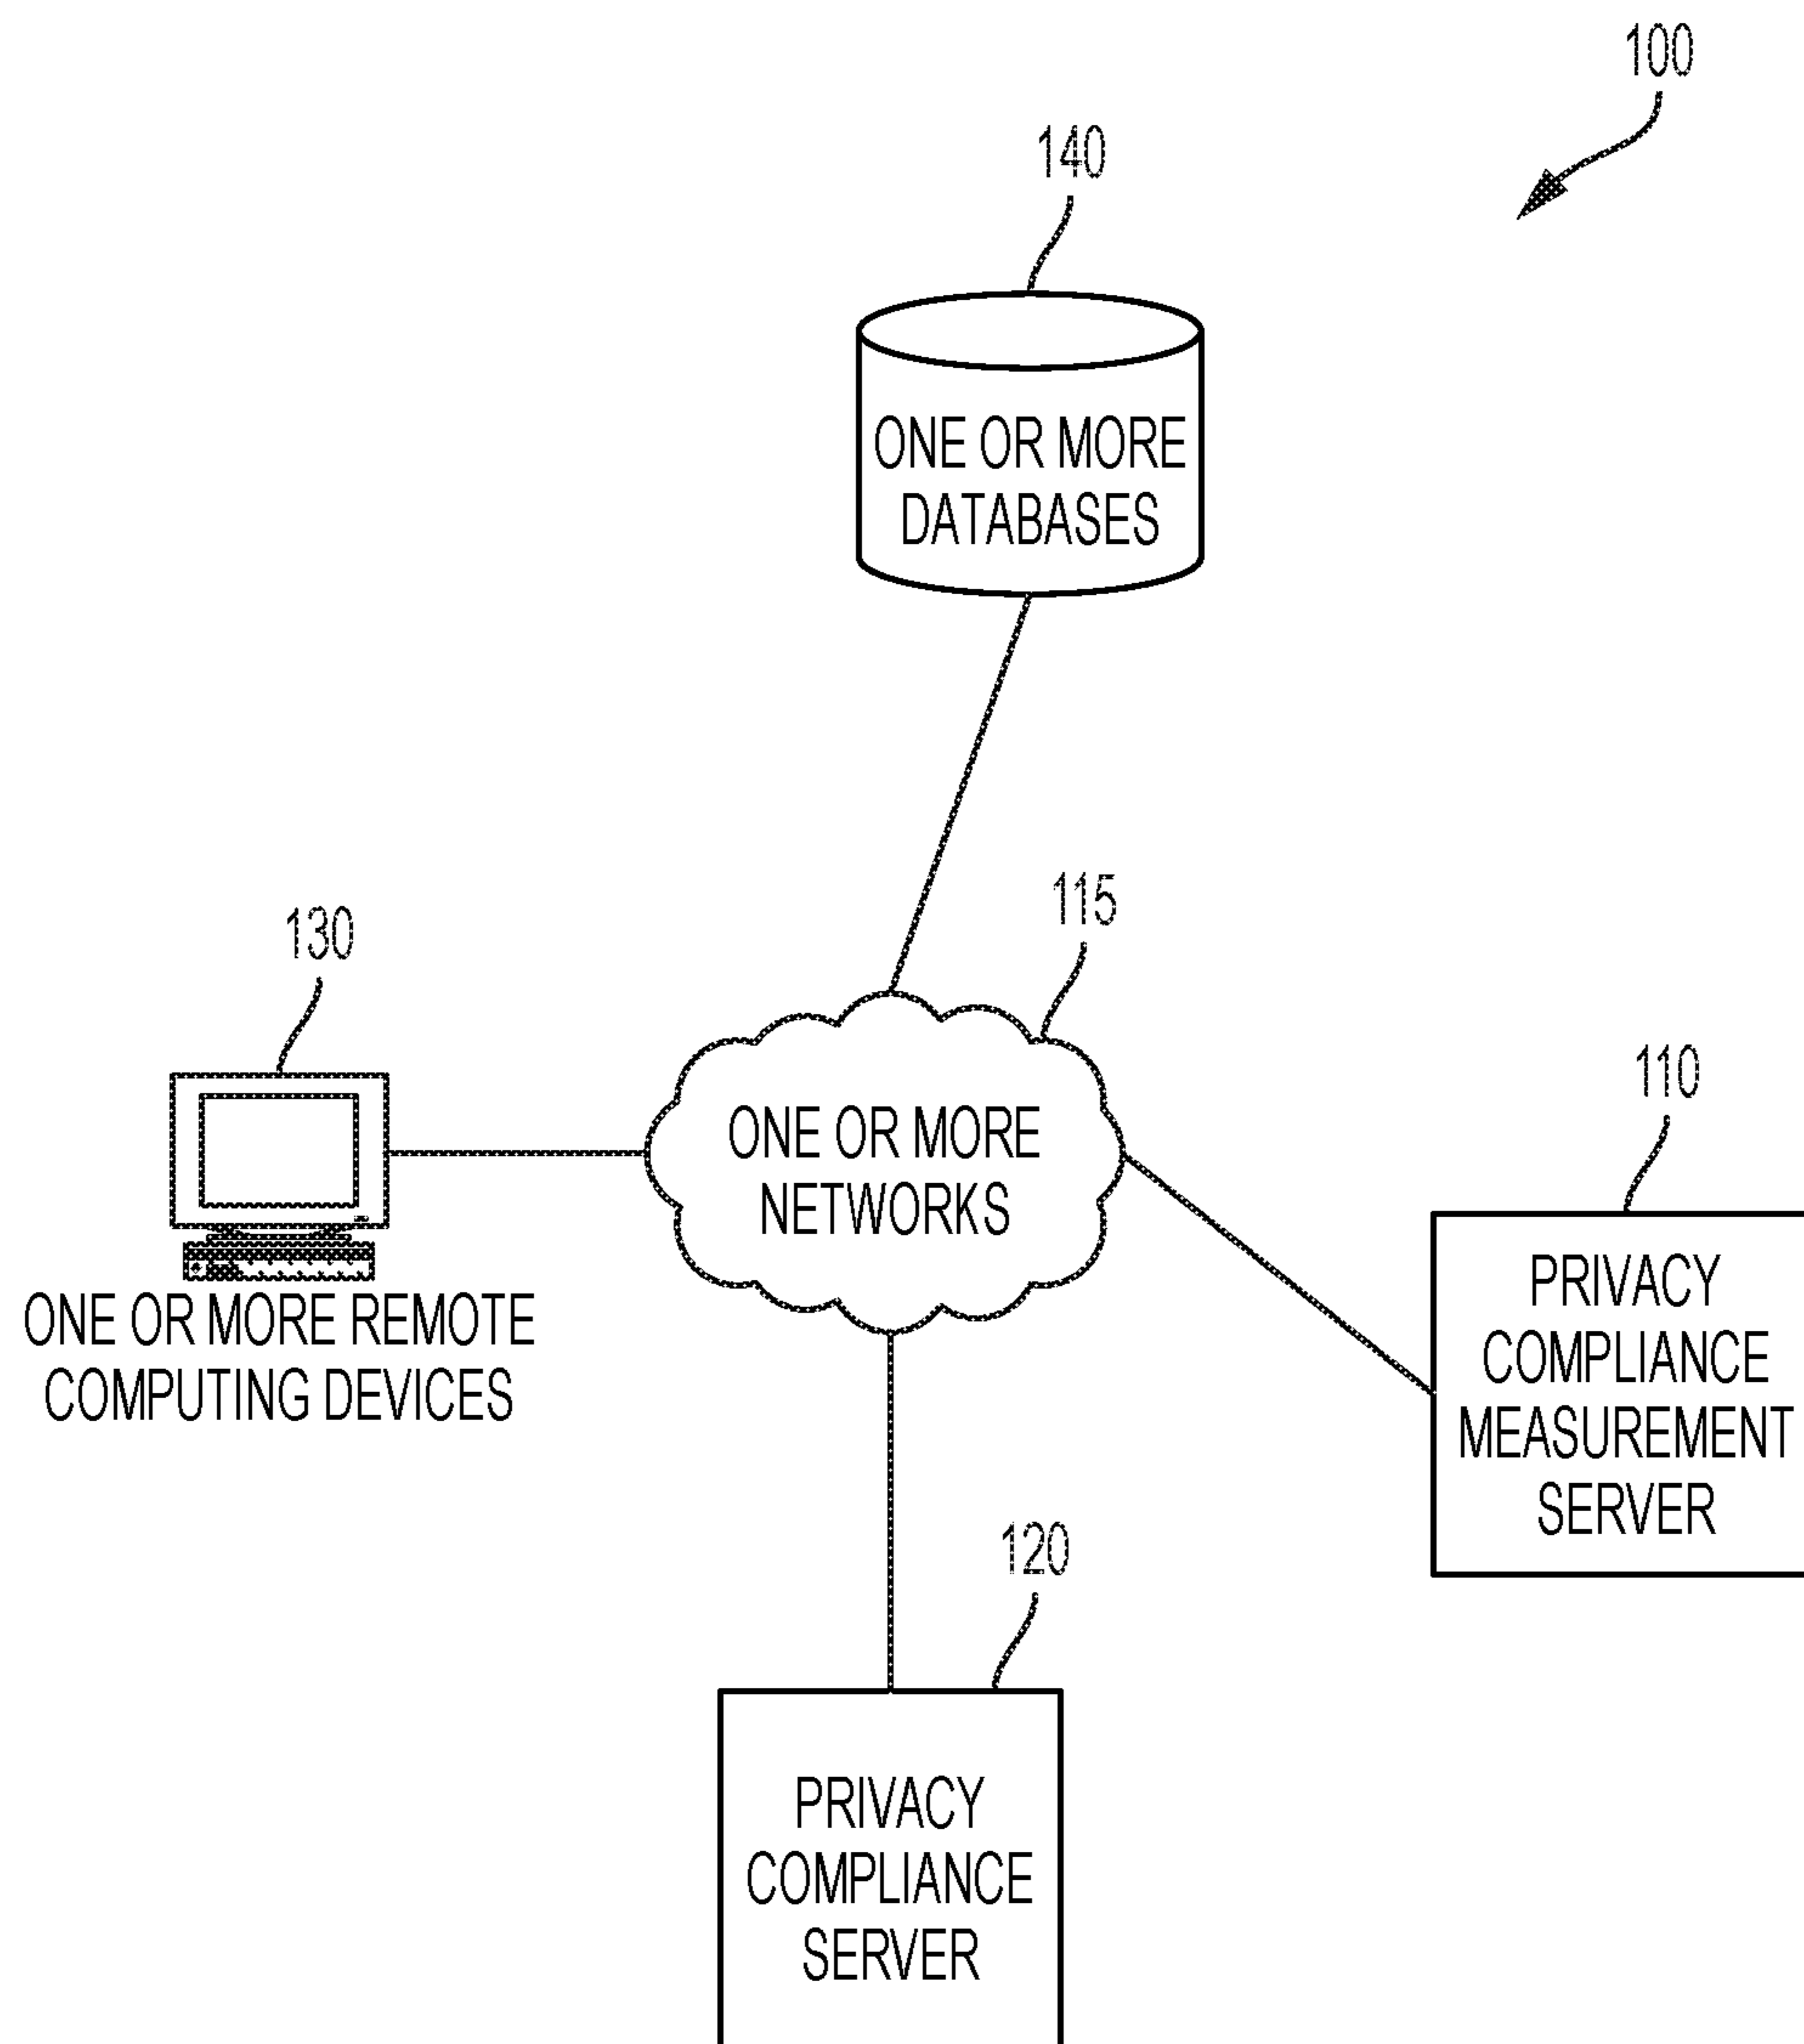 100
140
ONE OR MORE
DATABASES
115
130
ONE OR MORE
NETWORKS
110
ONE OR MORE REMOTE
COMPUTING DEVICES
PRIVACY
COMPLIANCE
MEASUREMENT
SERVER
120
PRIVACY
COMPLIANCE
SERVER